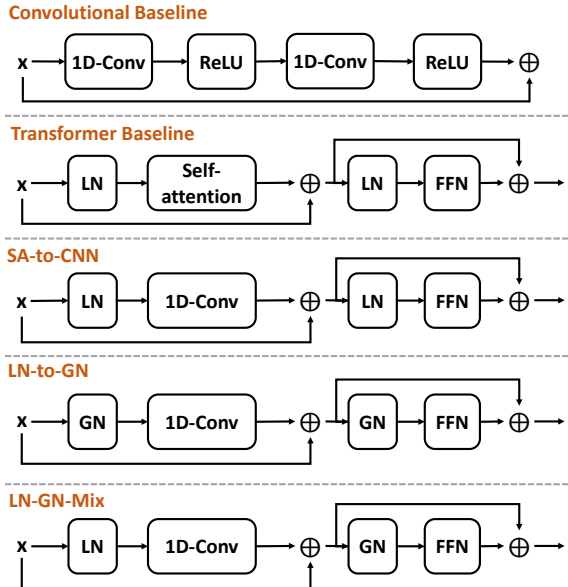 Convolutional Baseline
x 1D-Conv ReLU 1D-Conv ReLU
Transformer Baseline
x LN Self-
attention LN FFN
SA-to-CNN
x LN 1D-Conv LN FFN
LN-to-GN
x GN 1D-Conv GN FFN
LN-GN-Mix
x LN 1D-Conv GN FFN